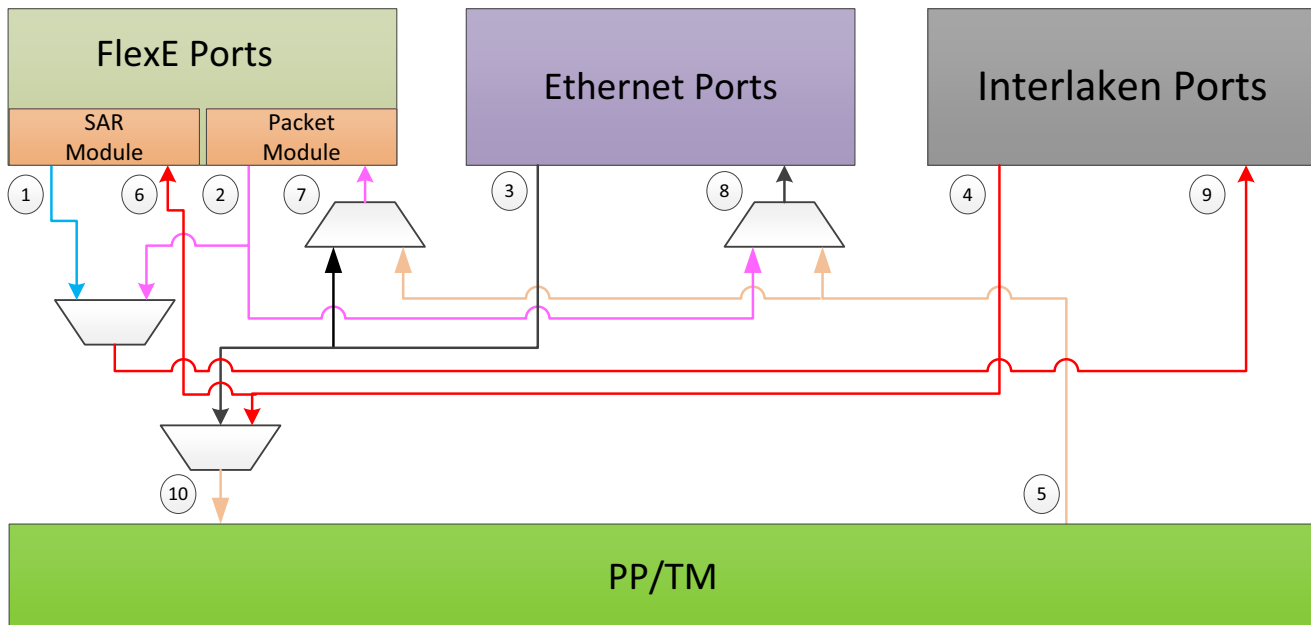 FlexE Ports
Ethernet Ports
Interlaken Ports
SAR
Module
Packet
Module
1
6
2
7
3
8
4
9
10
5
PP/TM